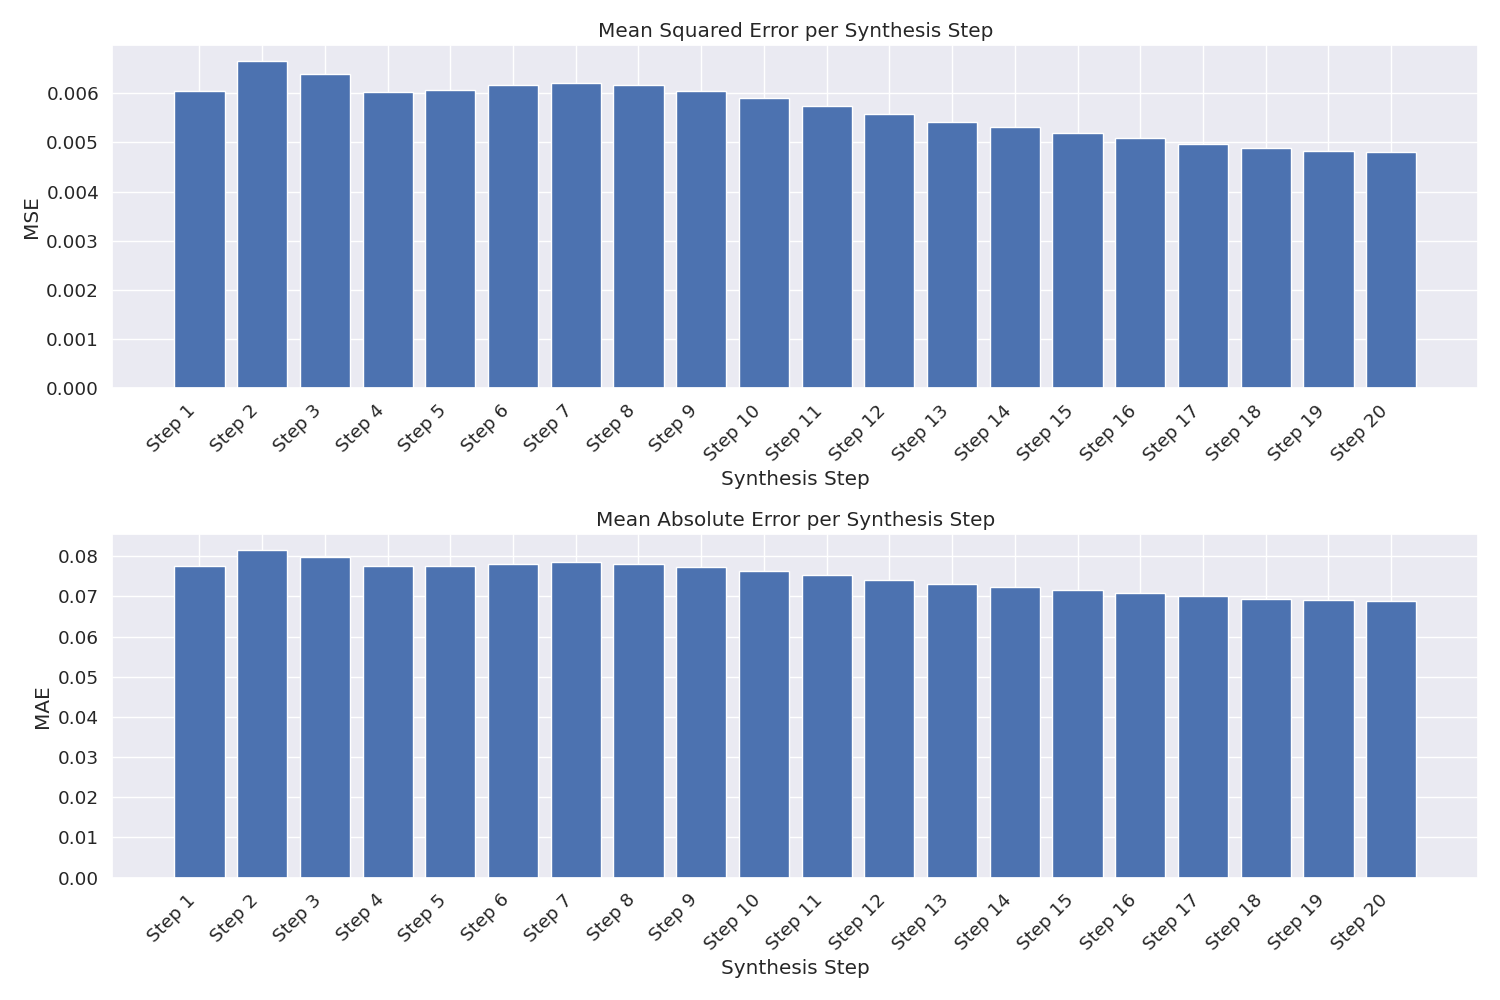 Mean Squared Error per Synthesis Step
MSE
0.006
0.005
0.004
0.003
0.002
0.001
0.000
Step 1
Step 2
Step 3
Step 4
Step 5
Step 6
Step 7
Step 8
Step 9
Step 10
Step 11
Step 12
Step 13
Step 14
Step 15
Step 16
Step 17
Step 18
Step 19
Step 20
Synthesis Step
Mean Absolute Error per Synthesis Step
MAE
0.08
0.07
0.06
0.05
0.04
0.03
0.02
0.01
0.00
Step 1
Step 2
Step 3
Step 4
Step 5
Step 6
Step 7
Step 8
Step 9
Step 10
Step 11
Step 12
Step 13
Step 14
Step 15
Step 16
Step 17
Step 18
Step 19
Step 20
Synthesis Step